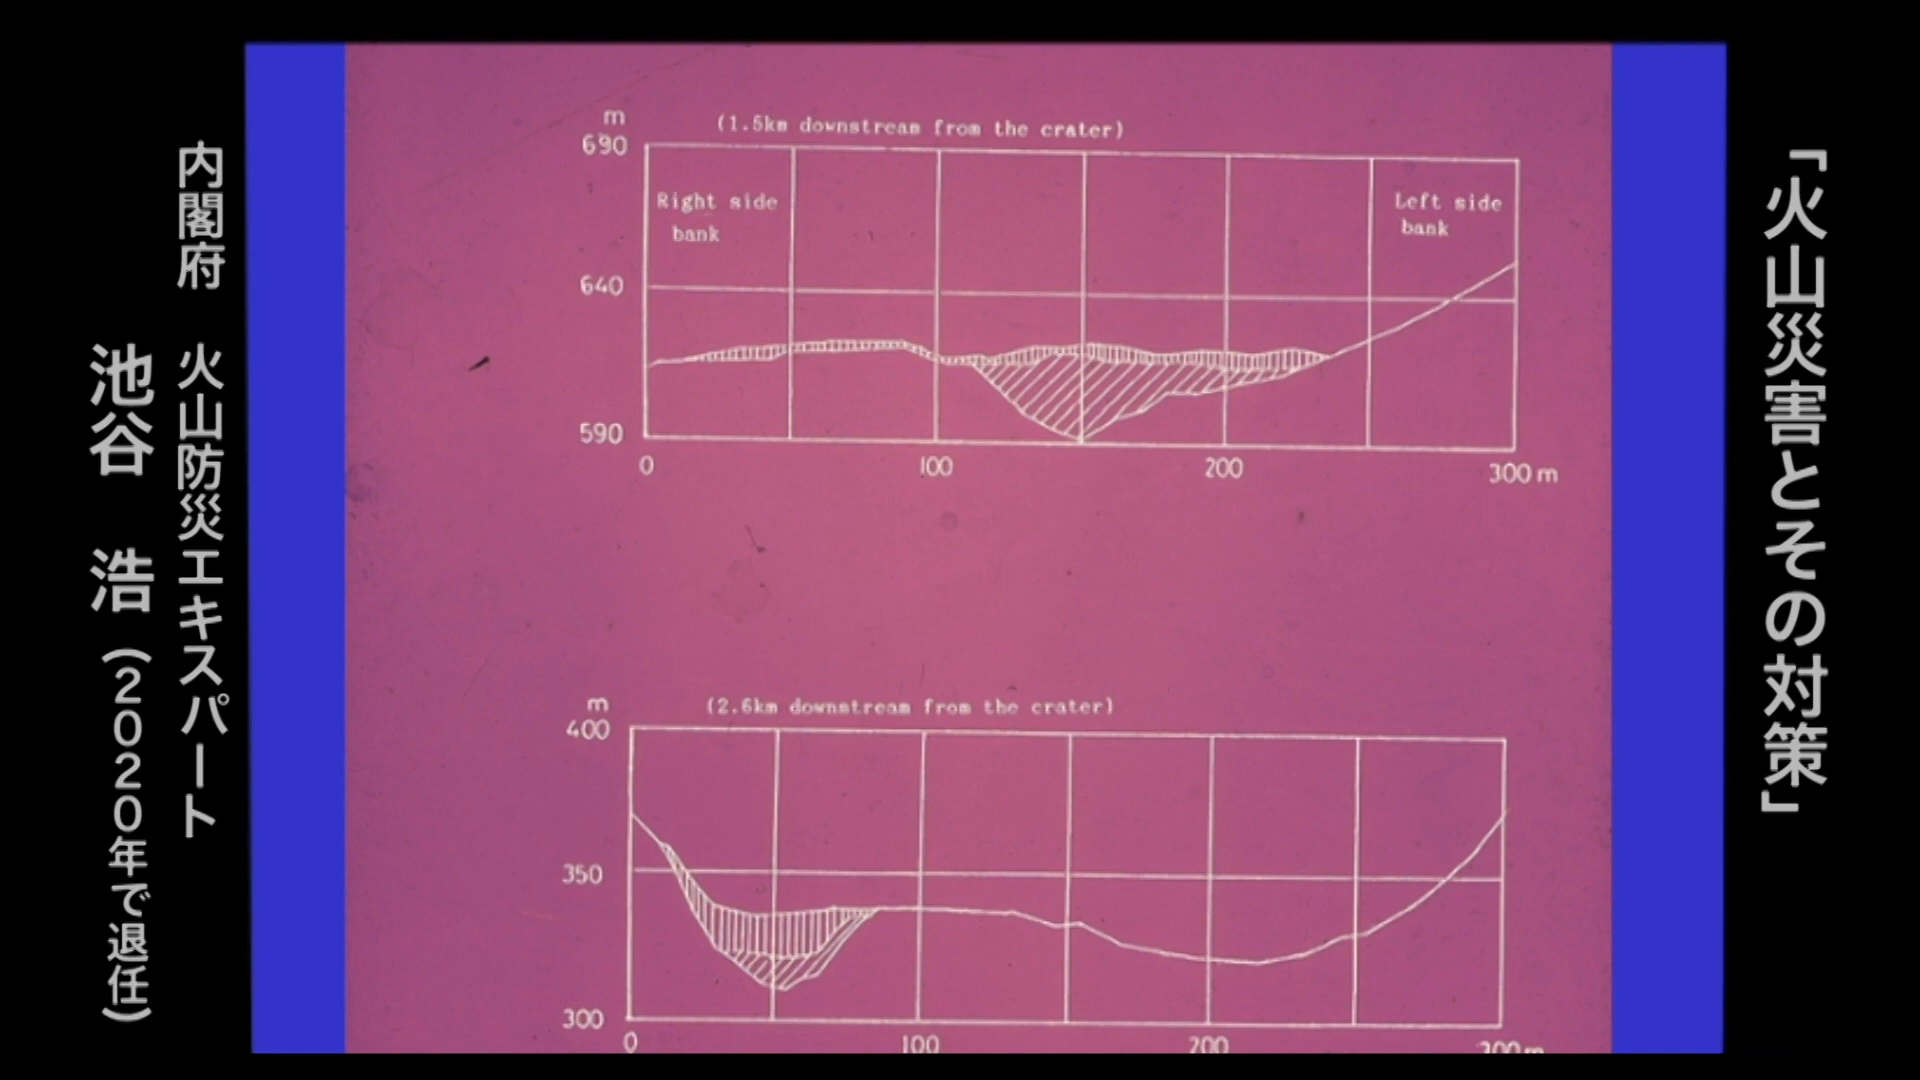 「火山災害とその対策」
内閣府 火山防災エキスパート
池谷 浩（2020年で退任）
m (1.5km downstream from the crater)
690
Right side
bank
Left side
bank
640
590
0 100 200 300 m
m (2.6km downstream from the crater)
400
350
300
0 100 200 300m